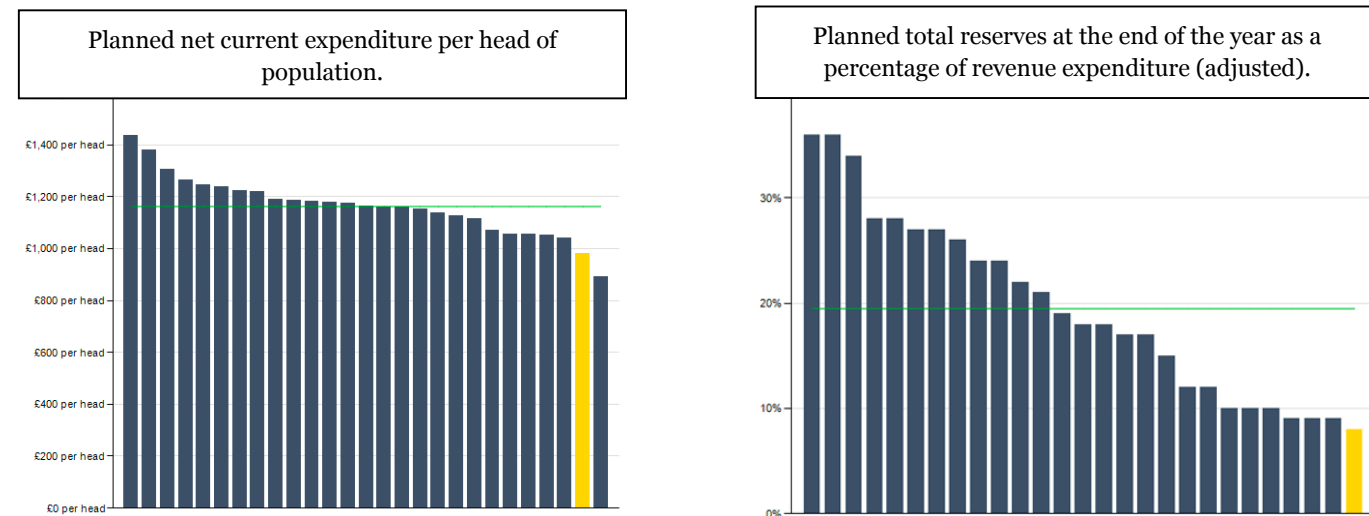 Planned net current expenditure per head of
population.
£1,400 per head
£1,200 per head
£1,000 per head
£800 per head
£600 per head
£400 per head
£200 per head
£0 per head
Planned total reserves at the end of the year as a
percentage of revenue expenditure (adjusted).
30%
20%
10%
0%